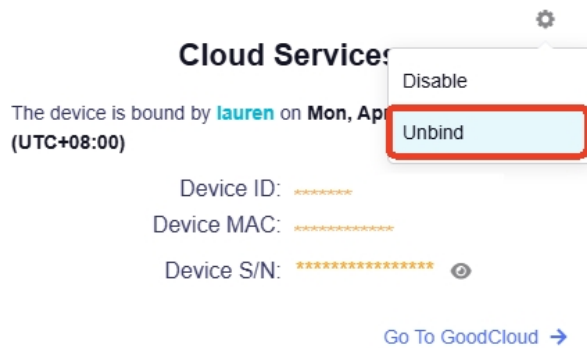 Cloud Services
Disable
The device is bound by lauren on Mon, Ap
Unbind
(UTC+08:00)
Device ID: *******
Device MAC: ************
Device S/N: ****************
Go To GoodCloud →